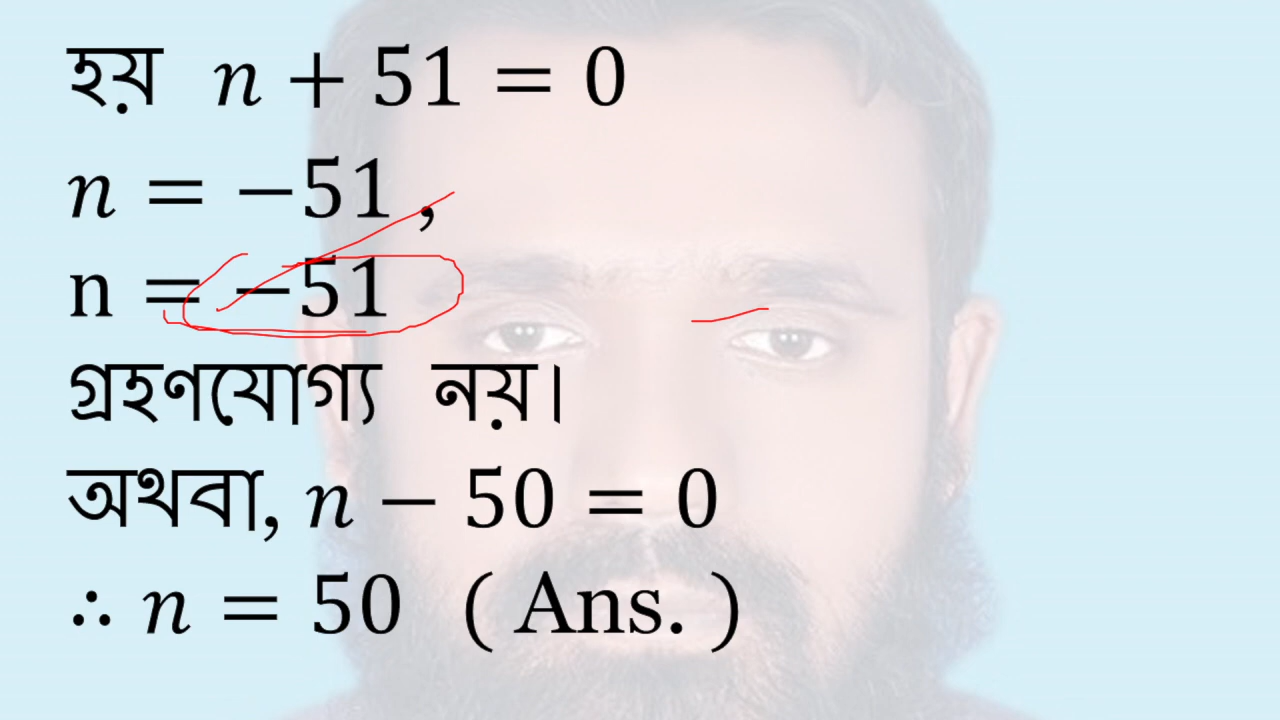 হয় n + 51 = 0
n = −51 ,
n = −51
গ্রহণযোগ্য নয়।
অথবা, n − 50 = 0
∴ n = 50 ( Ans. )